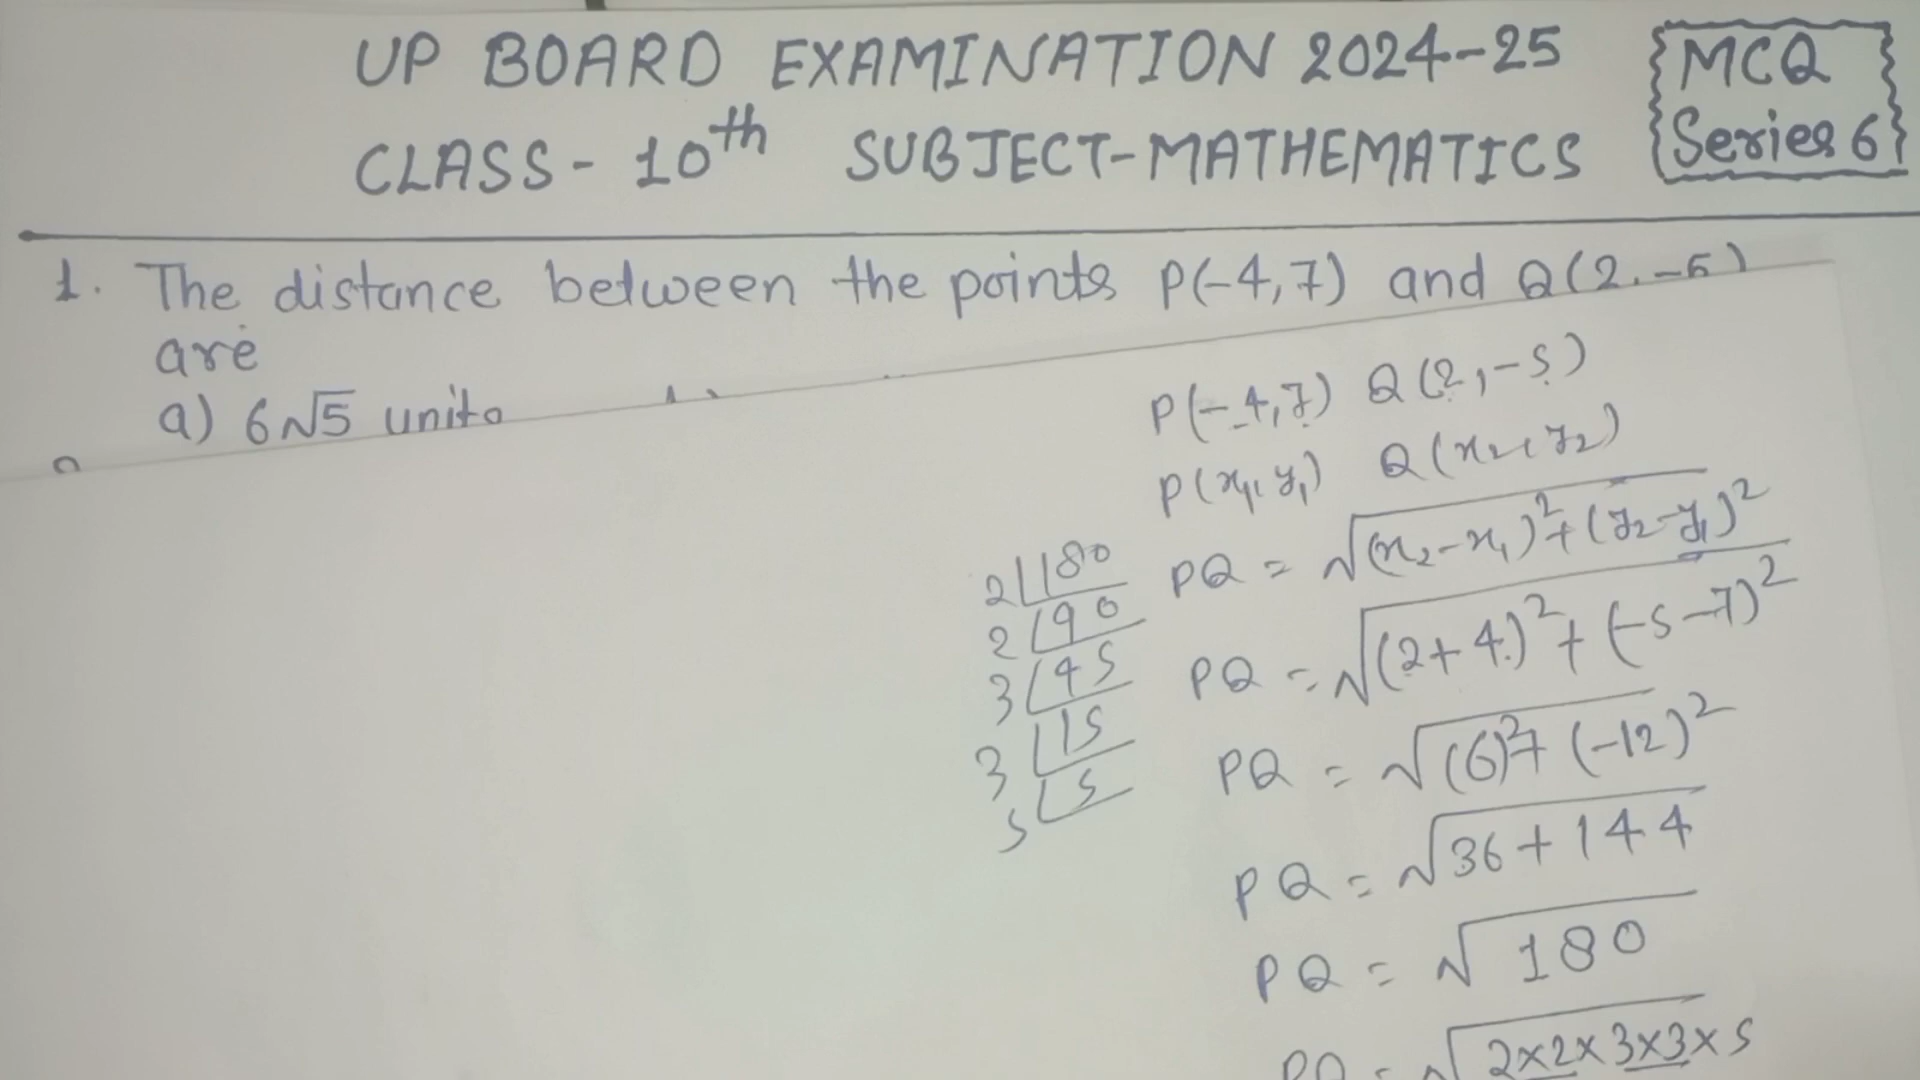 UP BOARD EXAMINATION 2024-25
CLASS - 10th SUBJECT-MATHEMATICS
MCQ
Series 6
1. The distance between the points P(-4,7) and Q(2,-5)
are
a) 6√5 units
P(-4,7) Q(2,-5)
P(x₁,y₁) Q(x₂,y₂)
PQ = √(x₂-x₁)²+(y₂-y₁)²
PQ = √(2+4)²+(-5-7)²
PQ = √(6)²+(-12)²
PQ = √36+144
PQ = √180
PQ = √2×2×3×3×5
2 180
2 90
3 45
3 15
5 5